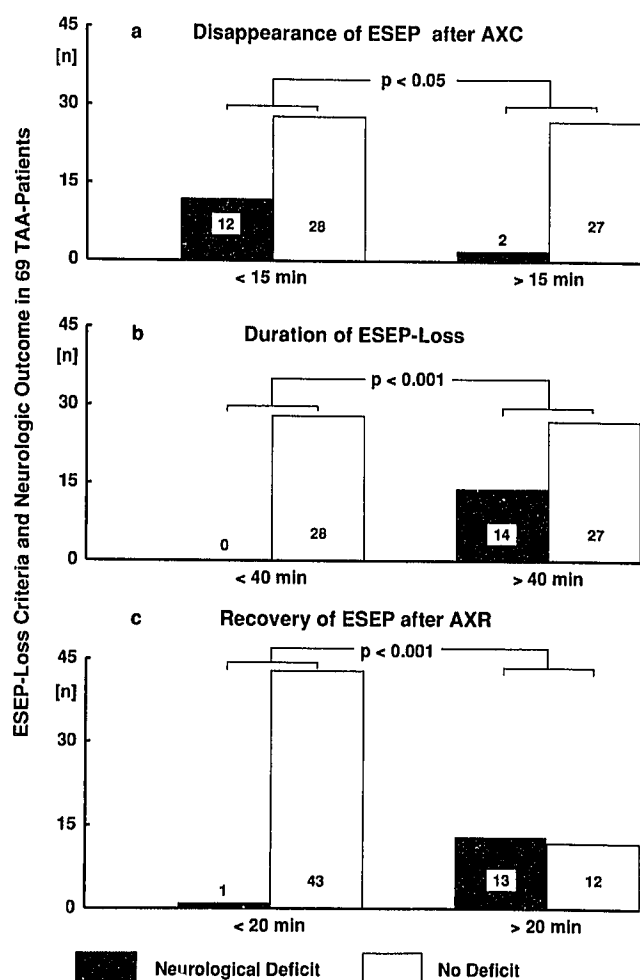 ESEP-Loss Criteria and Neurologic Outcome in 69 TAA-Patients
a Disappearance of ESEP after AXC
45
[n]
30
15
0
p < 0.05
12
28
2
27
< 15 min
> 15 min
b Duration of ESEP-Loss
45
[n]
30
15
0
p < 0.001
0
28
14
27
< 40 min
> 40 min
c Recovery of ESEP after AXR
45
[n]
30
15
0
p < 0.001
1
43
13
12
< 20 min
> 20 min
Neurological Deficit
No Deficit